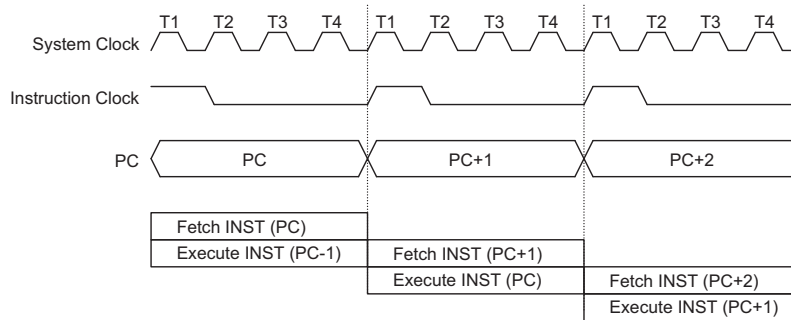 T1 T2 T3 T4 T1 T2 T3 T4 T1 T2 T3 T4
System Clock
Instruction Clock
PC PC PC+1 PC+2
Fetch INST (PC)
Execute INST (PC-1) Fetch INST (PC+1)
Execute INST (PC) Fetch INST (PC+2)
Execute INST (PC+1)